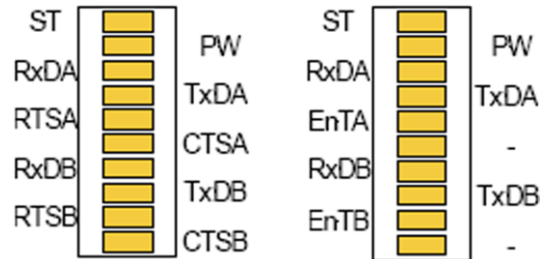 ST
PW
RxDA
TxDA
RTSA
CTSA
RxDB
TxDB
RTSB
CTSB
ST
PW
RxDA
TxDA
EnTA
-
RxDB
TxDB
EnTB
-